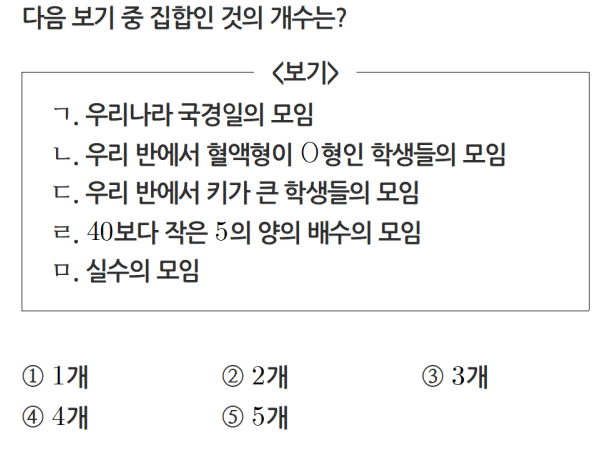 다음 보기 중 집합인 것의 개수는?
<보기>
ㄱ. 우리나라 국경일의 모임
ㄴ. 우리 반에서 혈액형이 O형인 학생들의 모임
ㄷ. 우리 반에서 키가 큰 학생들의 모임
ㄹ. 40보다 작은 5의 양의 배수의 모임
ㅁ. 실수의 모임
① 1개 ② 2개 ③ 3개
④ 4개 ⑤ 5개